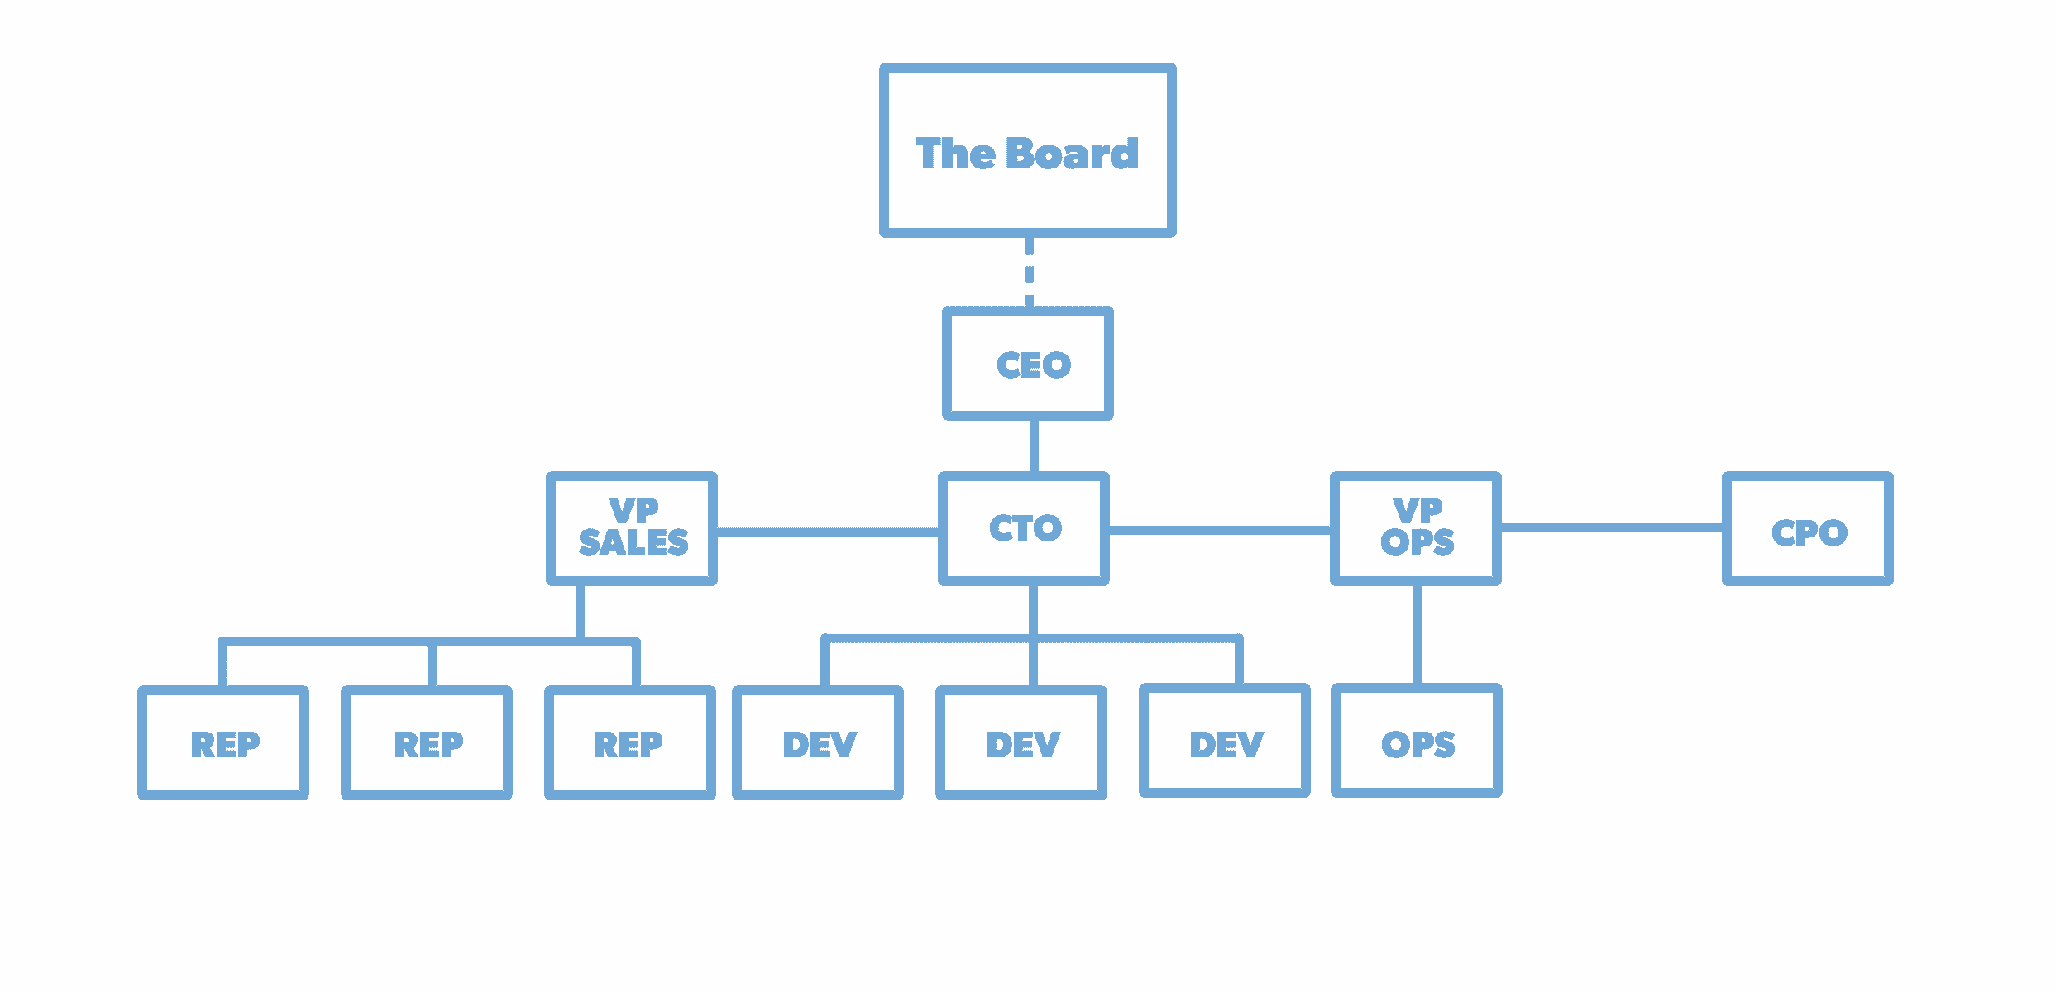 The Board
CEO
VP
SALES
CTO
VP
OPS
CPO
REP
REP
REP
DEV
DEV
DEV
OPS